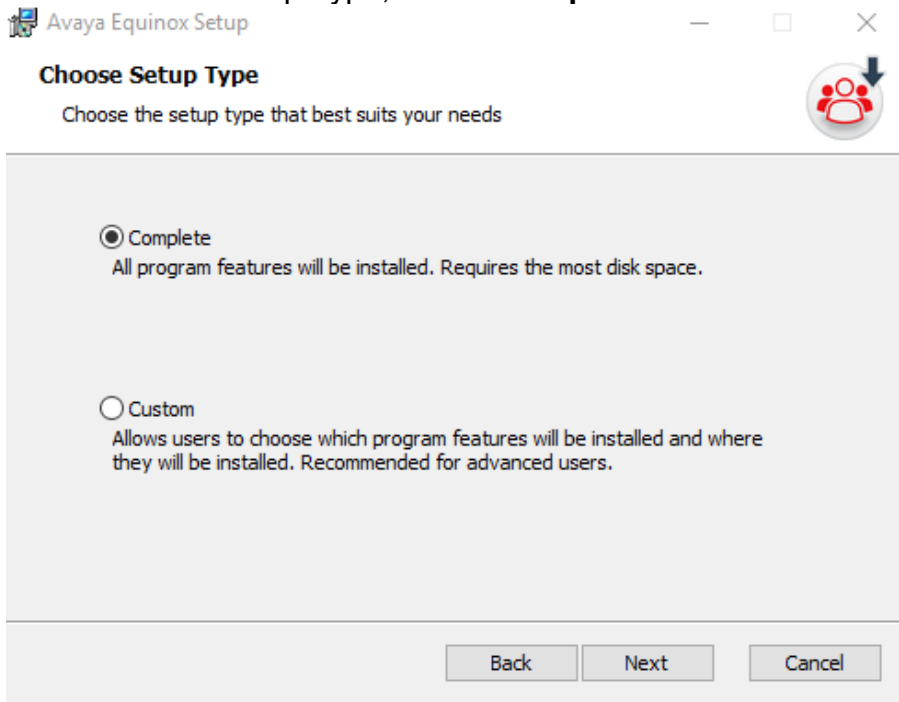 Avaya Equinox Setup
Choose Setup Type
Choose the setup type that best suits your needs
Complete
All program features will be installed. Requires the most disk space.
Custom
Allows users to choose which program features will be installed and where
they will be installed. Recommended for advanced users.
Back Next Cancel